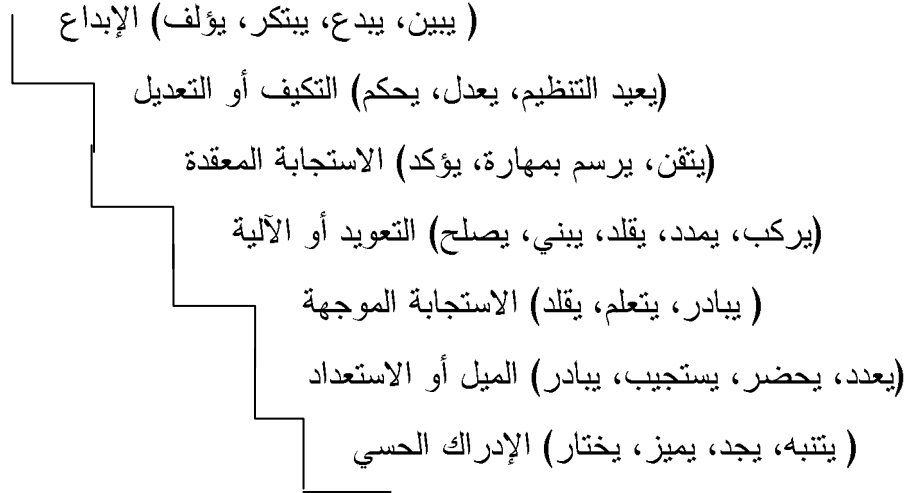 ( يبين، يبدع، يبتكر، يؤلف) الإبداع
(يعيد التنظيم، يعدل، يحكم) التكيف أو التعديل
(يتقن، يرسم بمهارة، يؤكد) الاستجابة المعقدة
(يركب، يمدد، يقلد، يبني، يصلح) التعويد أو الآلية
( يبادر، يتعلم، يقلد) الاستجابة الموجهة
(يعدد، يحضر، يستجيب، يبادر) الميل أو الاستعداد
( يتنبه، يجد، يميز، يختار) الإدراك الحسي